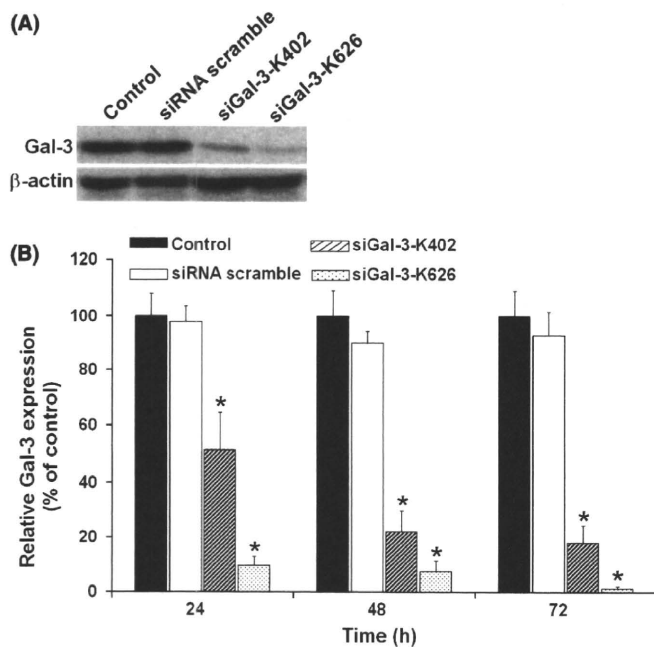 (A)
Control
siRNA scramble
siGal-3-K402
siGal-3-K626
Gal-3
β-actin
(B)
Control
siRNA scramble
siGal-3-K402
siGal-3-K626
Relative Gal-3 expression
(% of control)
120
100
80
60
40
20
0
*
*
*
*
*
*
24
48
72
Time (h)